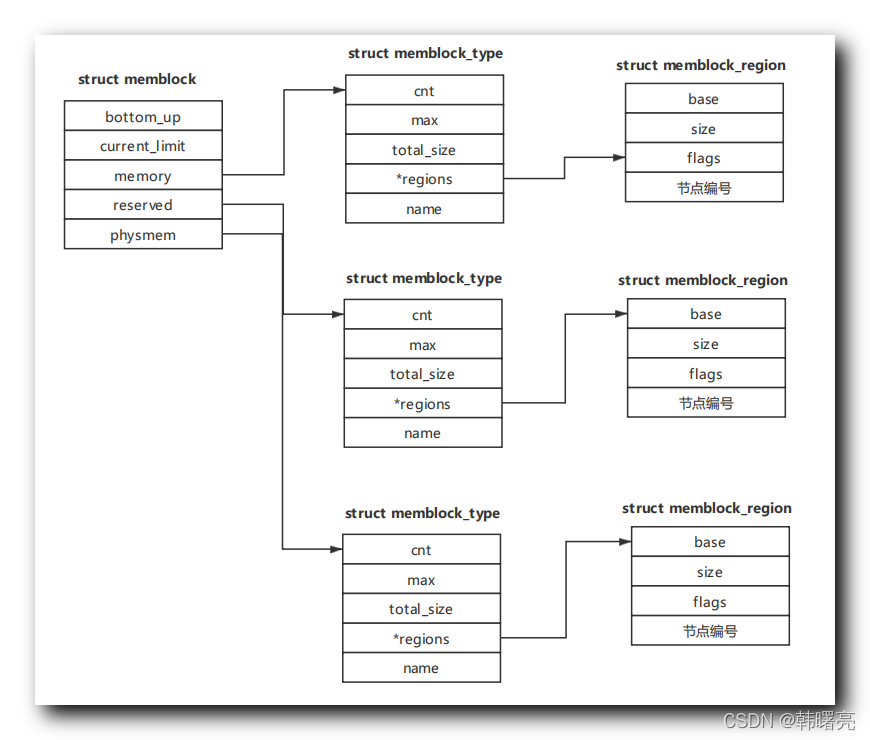 struct memblock
bottom_up
current_limit
memory
reserved
physmem
struct memblock_type
cnt
max
total_size
*regions
name
struct memblock_region
base
size
flags
节点编号
struct memblock_type
cnt
max
total_size
*regions
name
struct memblock_region
base
size
flags
节点编号
struct memblock_type
cnt
max
total_size
*regions
name
struct memblock_region
base
size
flags
节点编号
CSDN @韩曙亮